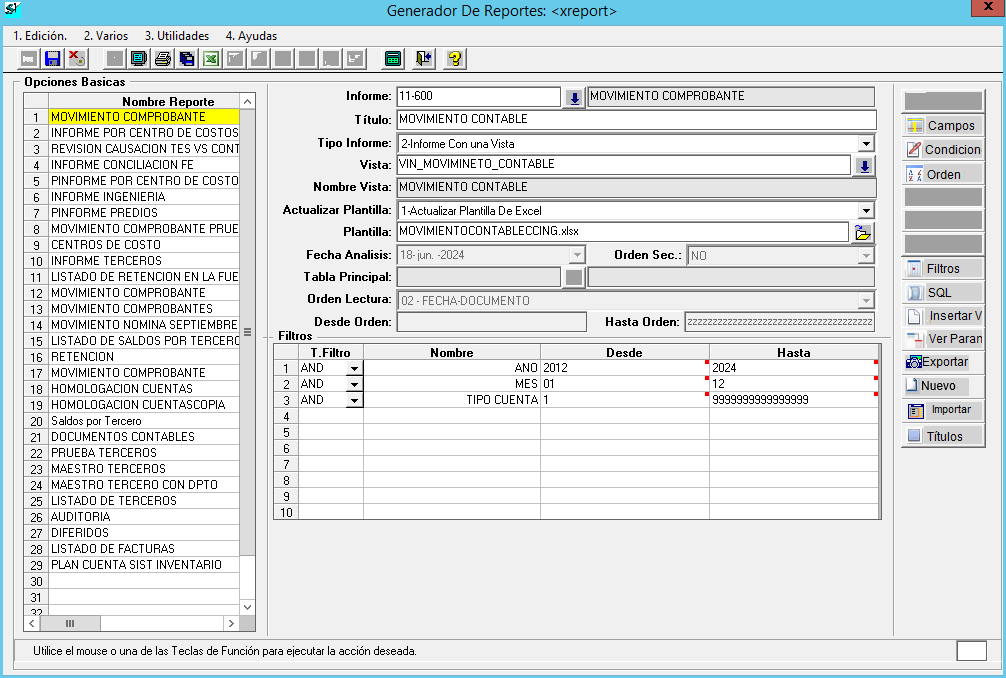 Generador De Reportes: <xreport>
X
1. Edición. 2. Varios 3. Utilidades 4. Ayudas
Opciones Basicas
Nombre Reporte
1 MOVIMIENTO COMPROBANTE
2 INFORME POR CENTRO DE COSTOS
3 REVISION CAUSACION TES VS CONT
4 INFORME CONCILIACION FE
5 PINFORME POR CENTRO DE COSTO
6 INFORME INGENIERIA
7 PINFORME PREDIOS
8 MOVIMIENTO COMPROBANTE PRUE
9 CENTROS DE COSTO
10 INFORME TERCEROS
11 LISTADO DE RETENCION EN LA FUE
12 MOVIMIENTO COMPROBANTE
13 MOVIMIENTO COMPROBANTES
14 MOVIMIENTO NOMINA SEPTIEMBRE
15 LISTADO DE SALDOS POR TERCERO
16 RETENCION
17 MOVIMIENTO COMPROBANTE
18 HOMOLOGACION CUENTAS
19 HOMOLOGACION CUENTASCOPIA
20 Saldos por Tercero
21 DOCUMENTOS CONTABLES
22 PRUEBA TERCEROS
23 MAESTRO TERCEROS
24 MAESTRO TERCERO CON DPTO
25 LISTADO DE TERCEROS
26 AUDITORIA
27 DIFERIDOS
28 LISTADO DE FACTURAS
29 PLAN CUENTA SIST INVENTARIO
30
31
32
Informe: 11-600 MOVIMIENTO COMPROBANTE
Título: MOVIMIENTO CONTABLE
Tipo Informe: 2-Informe Con una Vista
Vista: VIN_MOVIMINETO_CONTABLE
Nombre Vista: MOVIMIENTO CONTABLE
Actualizar Plantilla: 1-Actualizar Plantilla De Excel
Plantilla: MOVIMIENTOCONTABLECCING.xlsx
Fecha Analisis: 18- jun. -2024 Orden Sec.: NO
Tabla Principal:
Orden Lectura: 02 - FECHA-DOCUMENTO
Desde Orden: Hasta Orden: zzzzzzzzzzzzzzzzzzzzzzzzzzzzzzzzzzzzzzzz
Filtros
T.Filtro Nombre Desde Hasta
1 AND ANO 2012 2024
2 AND MES 01 12
3 AND TIPO CUENTA 1 9999999999999999
4
5
6
7
8
9
10
Campos
Condicion
Orden
Filtros
SQL
Insertar V
Ver Param
Exportar
Nuevo
Importar
Títulos
Utilice el mouse o una de las Teclas de Función para ejecutar la acción deseada.